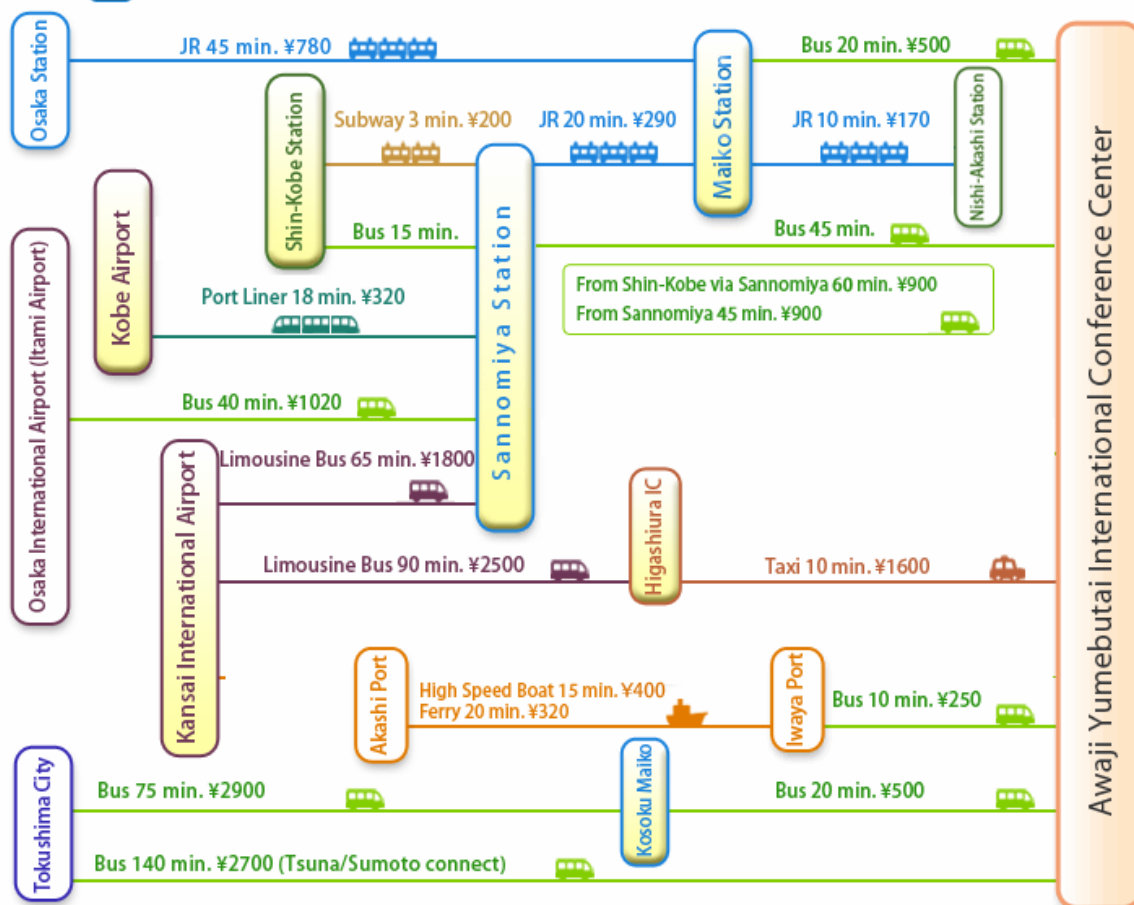 Osaka Station
JR 45 min. ¥780
Maiko Station
Bus 20 min. ¥500
Shin-Kobe Station
Subway 3 min. ¥200
JR 20 min. ¥290
JR 10 min. ¥170
Nishi-Akashi Station
Awaji Yumebutai International Conference Center
Kobe Airport
Bus 15 min.
Sannomiya Station
Bus 45 min.
Osaka International Airport (Itami Airport)
Port Liner 18 min. ¥320
From Shin-Kobe via Sannomiya 60 min. ¥900
From Sannomiya 45 min. ¥900
Bus 40 min. ¥1020
Kansai International Airport
Limousine Bus 65 min. ¥1800
Limousine Bus 90 min. ¥2500
Higashiura IC
Taxi 10 min. ¥1600
Akashi Port
High Speed Boat 15 min. ¥400
Ferry 20 min. ¥320
Iwaya Port
Bus 10 min. ¥250
Tokushima City
Bus 75 min. ¥2900
Kosoku Maiko
Bus 20 min. ¥500
Bus 140 min. ¥2700 (Tsuna/Sumoto connect)